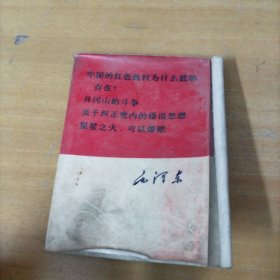 中国的红色政权为什么能够
存在?
井冈山的斗争
关于纠正党内的错误思想
星星之火,可以燎原
毛泽东